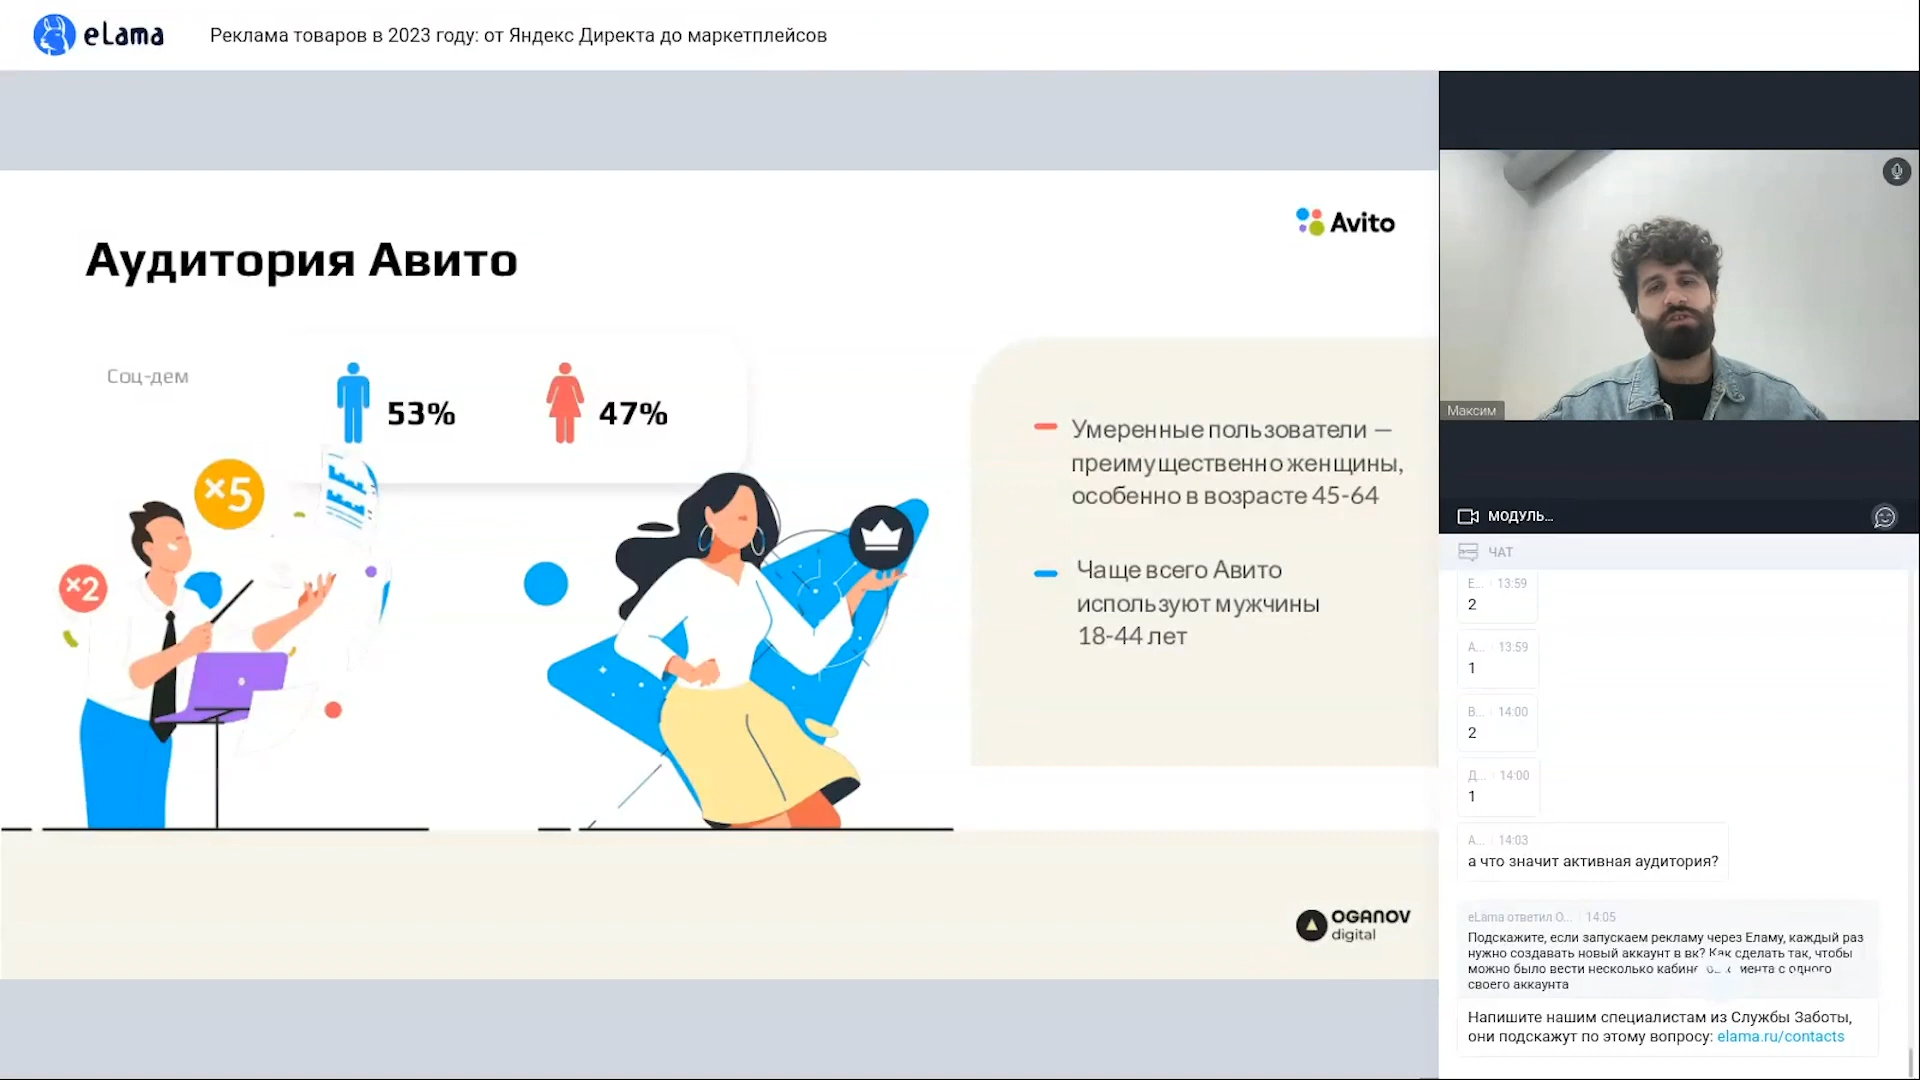 eLama
Реклама товаров в 2023 году: от Яндекс Директа до маркетплейсов
Avito
Аудитория Авито
Соц-дем
53%
47%
×5
×2
Умеренные пользователи —
преимущественно женщины,
особенно в возрасте 45-64
Чаще всего Авито
используют мужчины
18-44 лет
OGANOV
digital
Максим
МОДУЛЬ...
ЧАТ
Е... 13:59
2
А... 13:59
1
В... 14:00
2
Д... 14:00
1
А... 14:03
а что значит активная аудитория?
eLama ответил О... 14:05
Подскажите, если запускаем рекламу через Еламу, каждый раз
нужно создавать новый аккаунт в вк? Как сделать так, чтобы
можно было вести несколько с одного
своего аккаунта
Напишите нашим специалистам из Службы Заботы,
они подскажут по этому вопросу: elama.ru/contacts